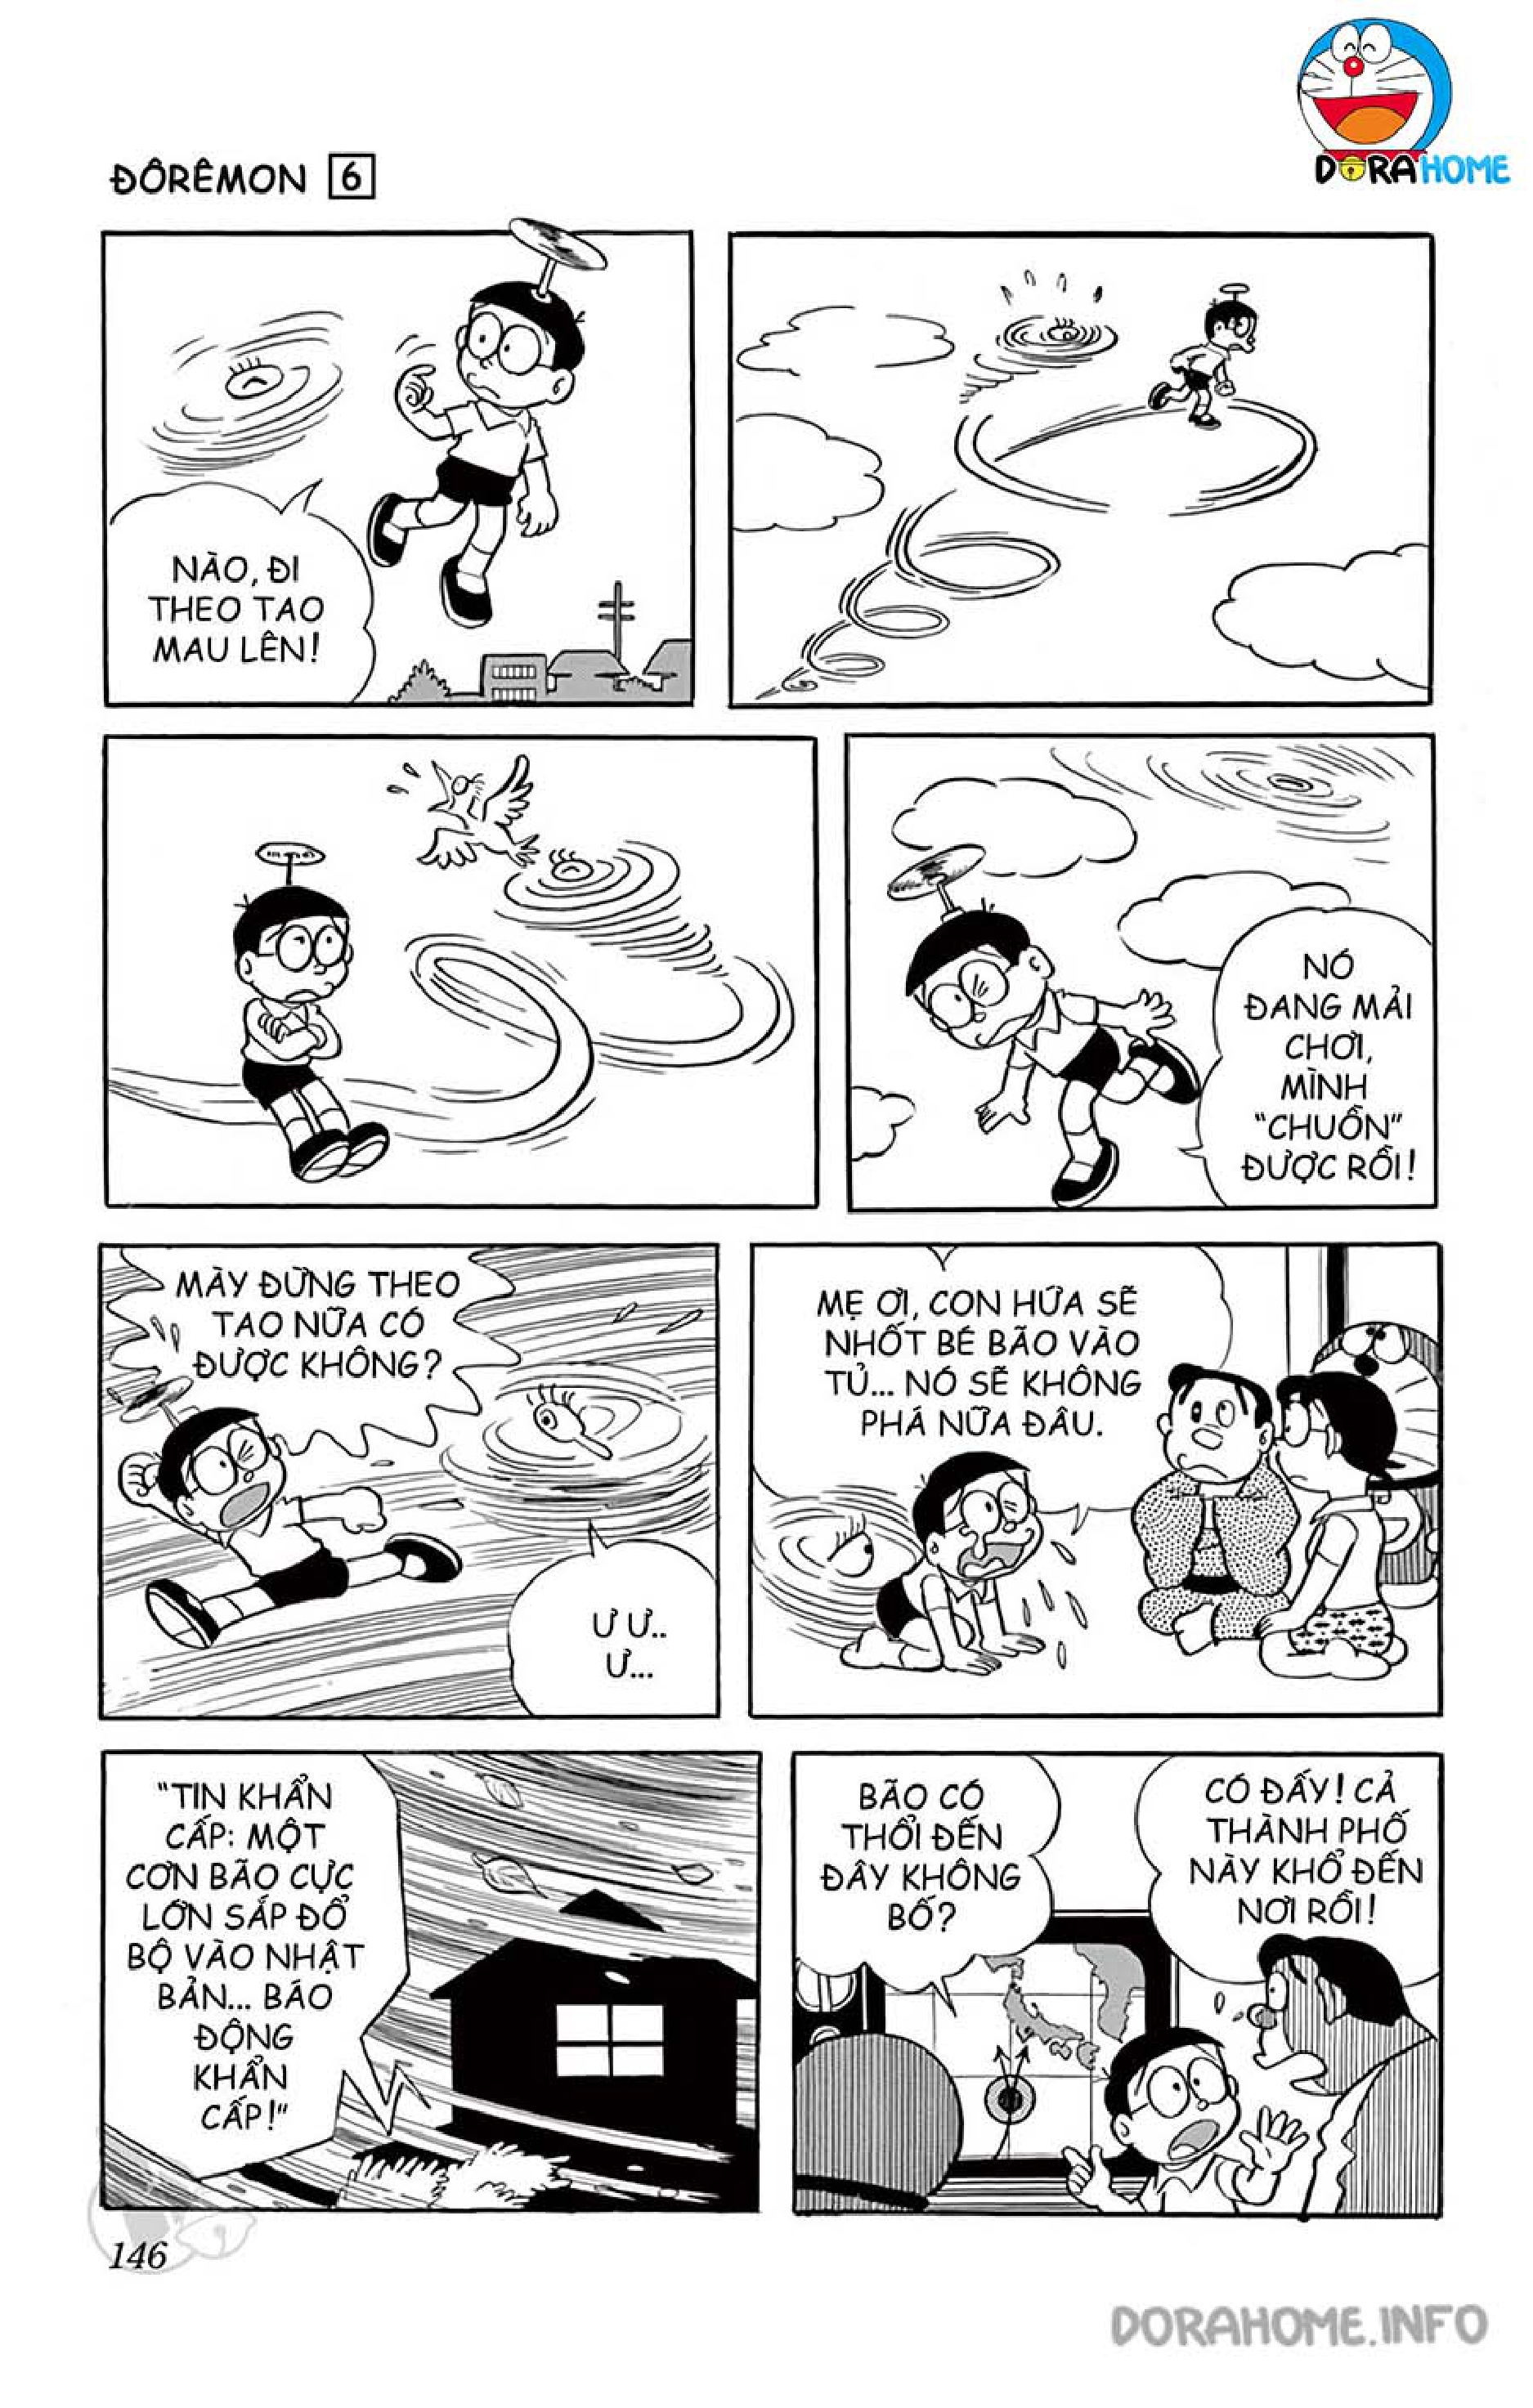 DORAHOME
ĐÔRÊMON 6
NÀO, ĐI
THEO TAO
MAU LÊN!
NÓ
ĐANG MẢI
CHƠI,
MÌNH
"CHUỒN"
ĐƯỢC RỒI!
MÀY ĐỪNG THEO
TAO NỮA CÓ
ĐƯỢC KHÔNG?
Ư Ư..
Ư...
MẸ ƠI, CON HỨA SẼ
NHỐT BÉ BÃO VÀO
TỦ... NÓ SẼ KHÔNG
PHÁ NỮA ĐÂU.
"TIN KHẨN
CẤP: MỘT
CƠN BÃO CỰC
LỚN SẮP ĐỔ
BỘ VÀO NHẬT
BẢN... BÁO
ĐỘNG
KHẨN
CẤP!"
BÃO CÓ
THỔI ĐẾN
ĐÂY KHÔNG
BỐ?
CÓ ĐẤY! CẢ
THÀNH PHỐ
NÀY KHỔ ĐẾN
NƠI RỒI!
146
DORAHOME.INFO